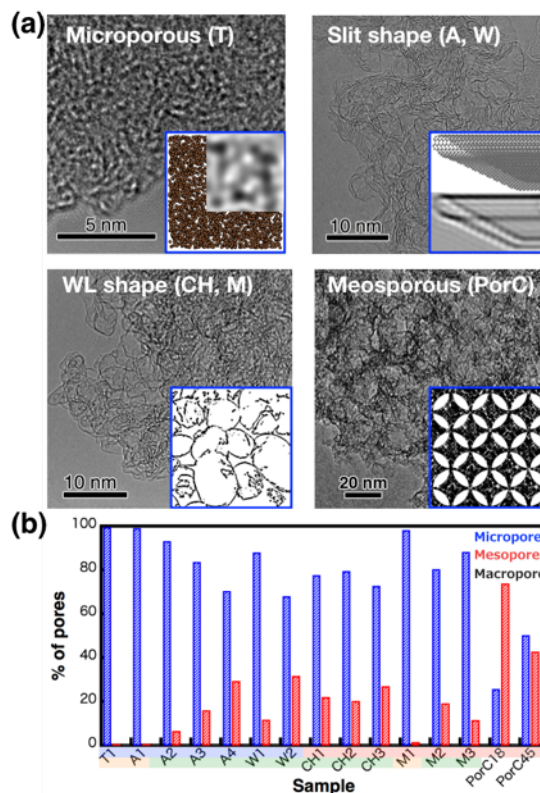 (a)
Microporous (T)
5 nm
Slit shape (A, W)
10 nm
WL shape (CH, M)
10 nm
Meosporous (PorC)
20 nm
(b)
% of pores
100
80
60
40
20
0
Micropore
Mesopore
Macropore
T1 A1 A2 A3 A4 W1 W2 CH1 CH2 CH3 M1 M2 M3 PorC18 PorC45
Sample